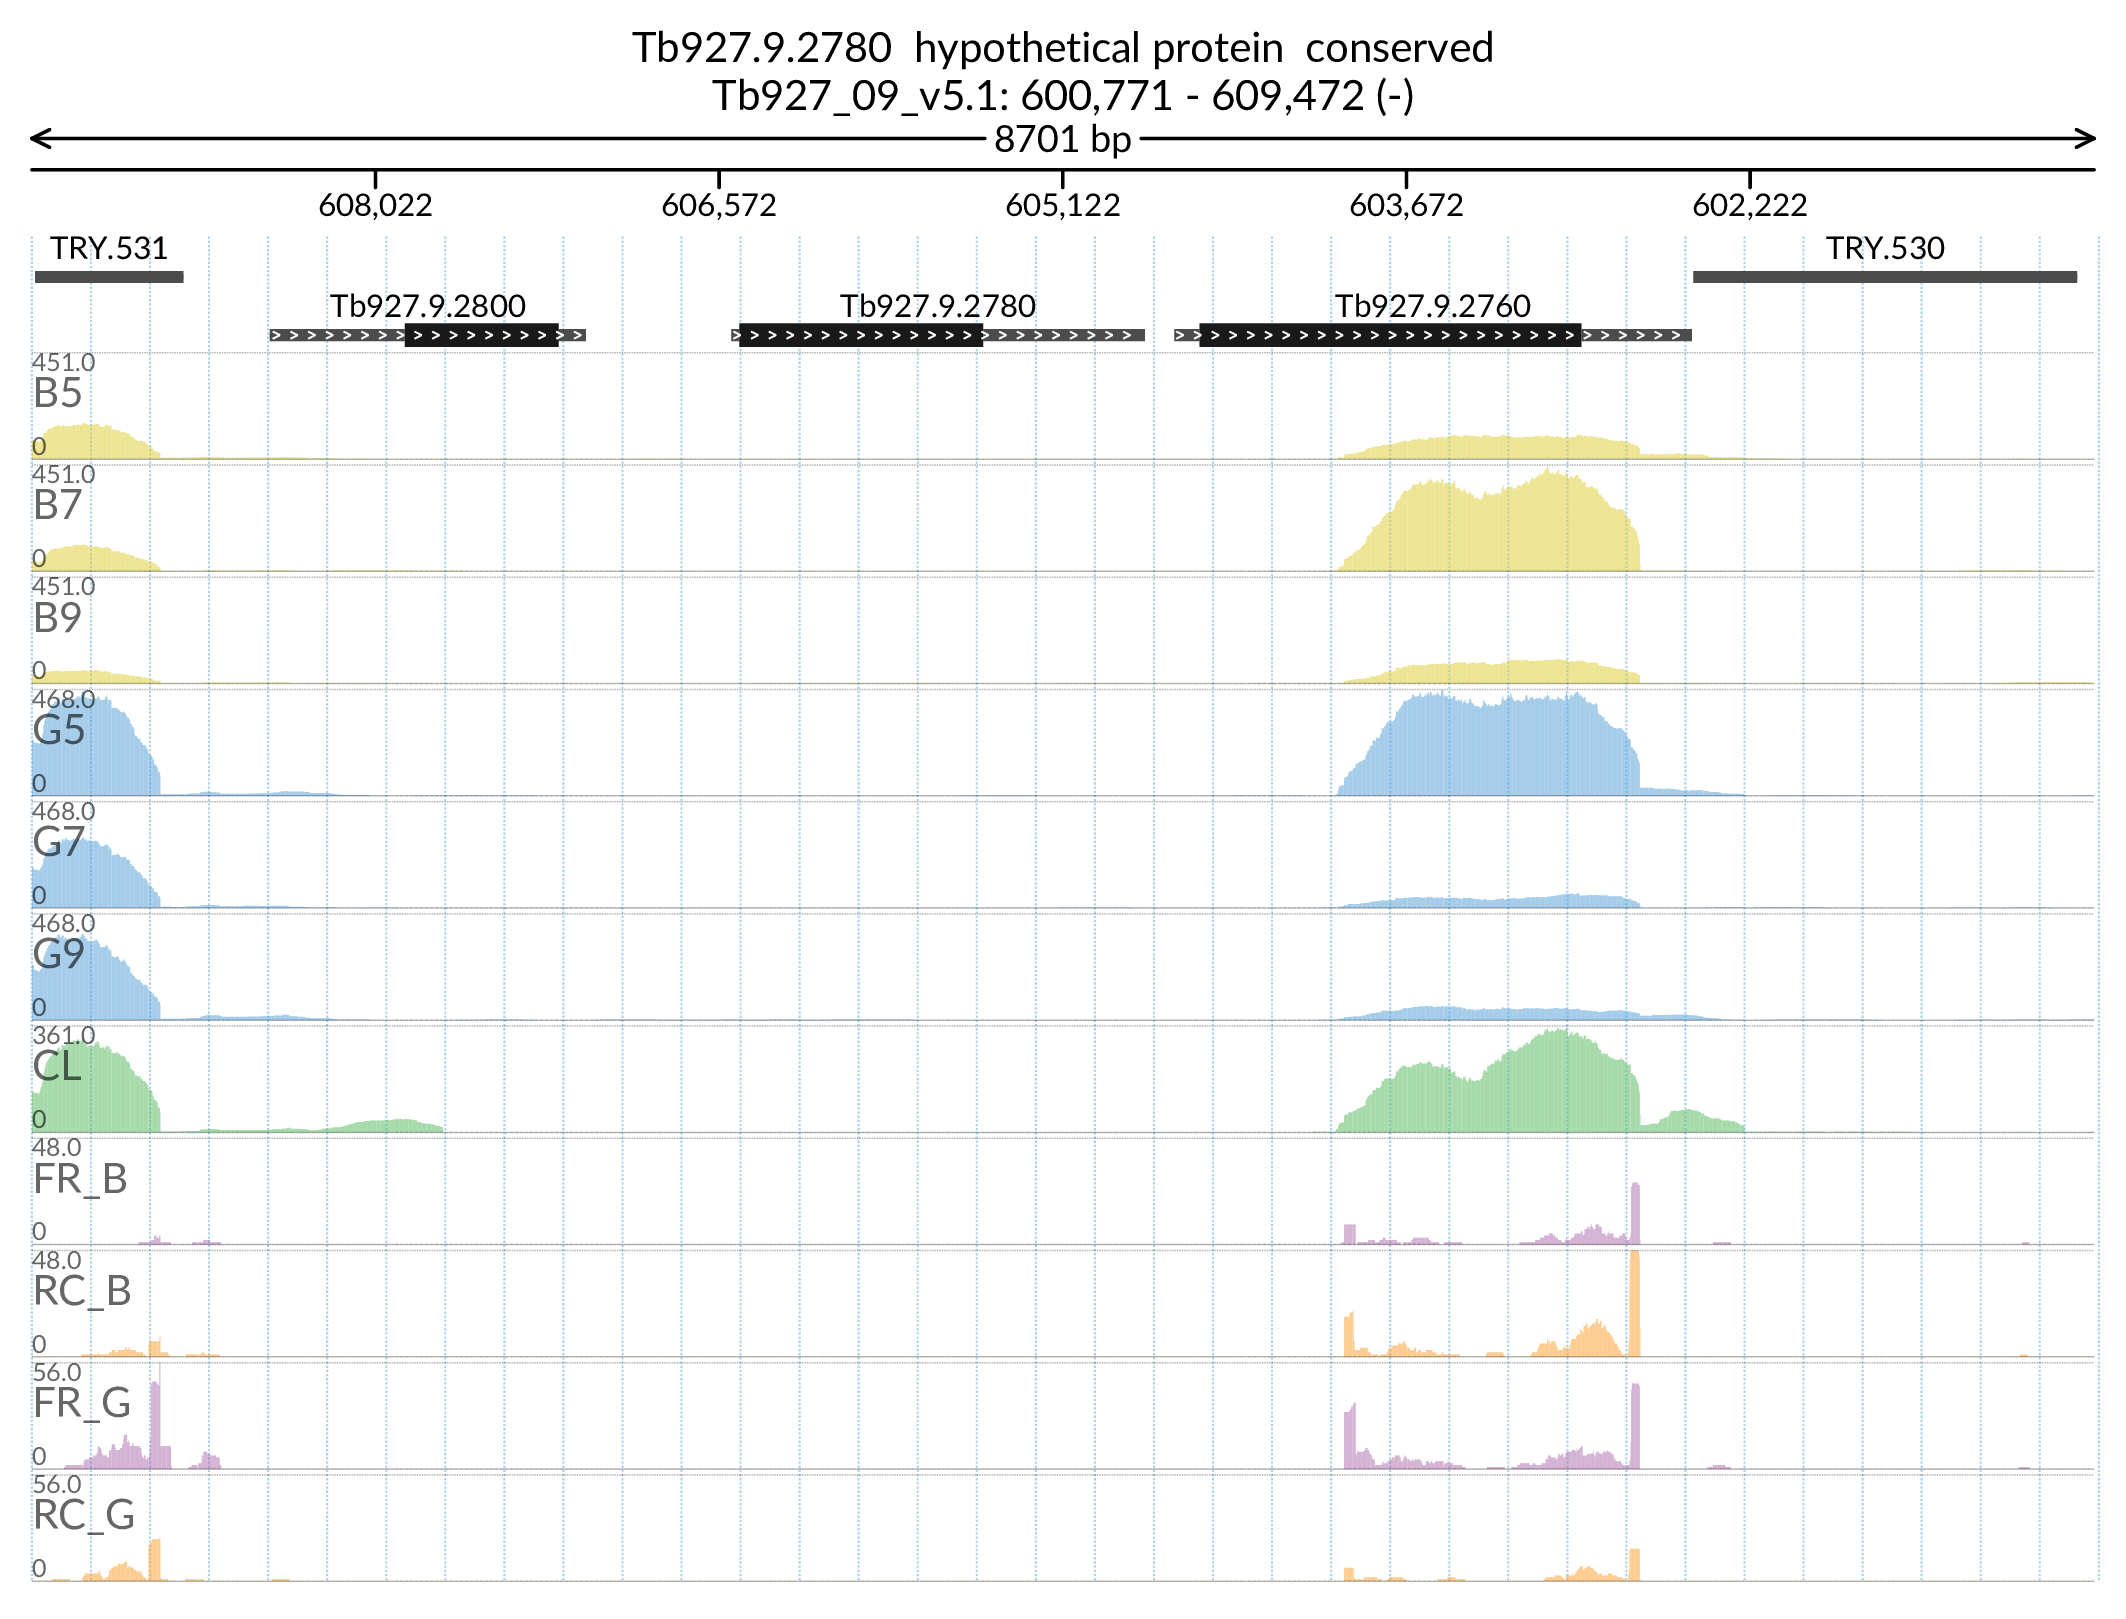 Tb927.9.2780 hypothetical protein conserved
Tb927_09_v5.1: 600,771 - 609,472 (-)
8701 bp
608,022 606,572 605,122 603,672 602,222
TRY.531 TRY.530
Tb927.9.2800 Tb927.9.2780 Tb927.9.2760
451.0
B5
0
451.0
B7
0
451.0
B9
0
468.0
G5
0
468.0
G7
0
468.0
G9
0
361.0
CL
0
48.0
FR_B
0
48.0
RC_B
0
56.0
FR_G
0
56.0
RC_G
0